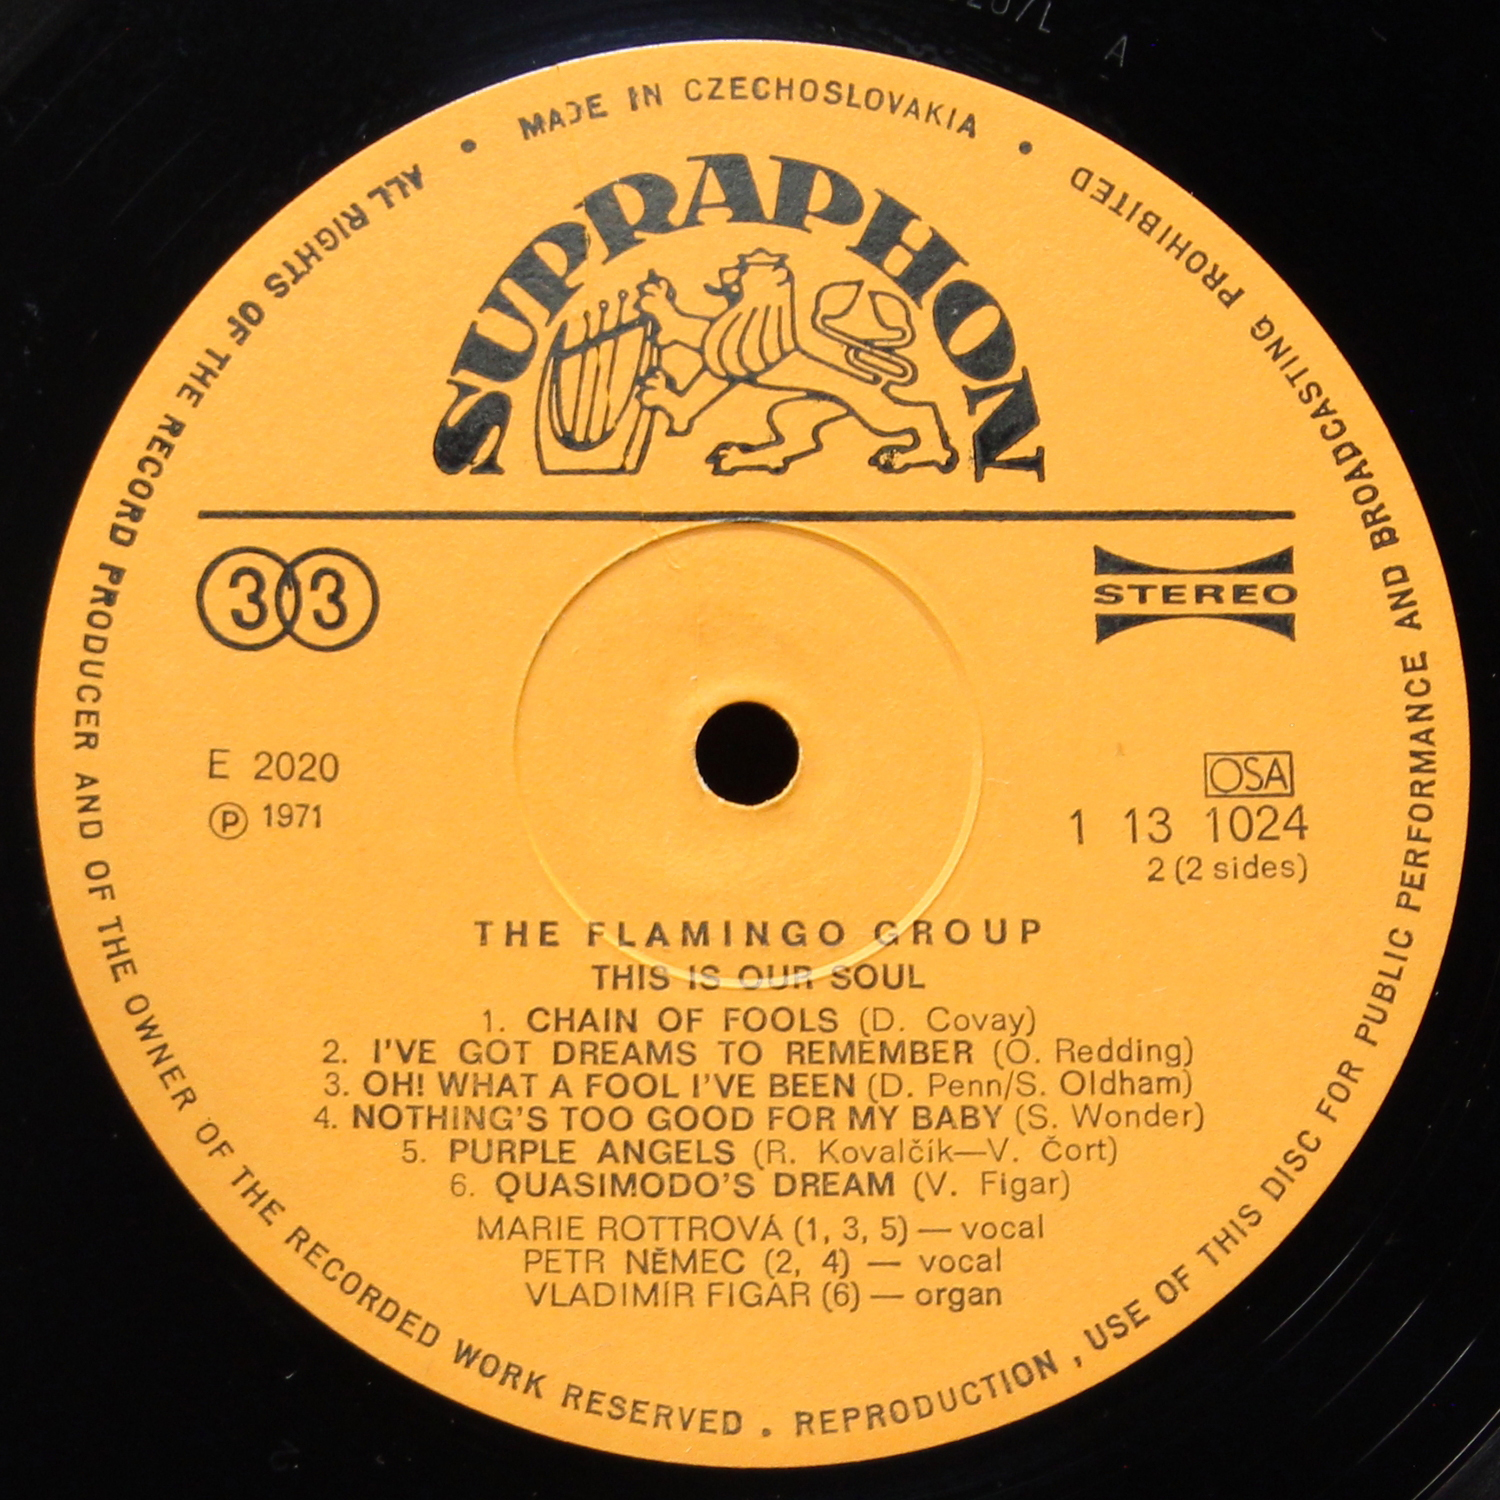 MADE IN CZECHOSLOVAKIA
SUPRAPHON
33
STEREO
E 2020
Ⓟ 1971
OSA
1 13 1024
2 (2 sides)
THE FLAMINGO GROUP
THIS IS OUR SOUL
1. CHAIN OF FOOLS (D. Covay)
2. I'VE GOT DREAMS TO REMEMBER (O. Redding)
3. OH! WHAT A FOOL I'VE BEEN (D. Penn/S. Oldham)
4. NOTHING'S TOO GOOD FOR MY BABY (S. Wonder)
5. PURPLE ANGELS (R. Kovalčík—V. Čort)
6. QUASIMODO'S DREAM (V. Figar)
MARIE ROTTROVÁ (1, 3, 5) — vocal
PETR NĚMEC (2, 4) — vocal
VLADIMÍR FIGAR (6) — organ
ALL RIGHTS OF THE RECORD PRODUCER AND OF THE OWNER OF THE RECORDED WORK RESERVED . REPRODUCTION, USE OF THIS DISC FOR PUBLIC PERFORMANCE AND BROADCASTING PROHIBITED
A